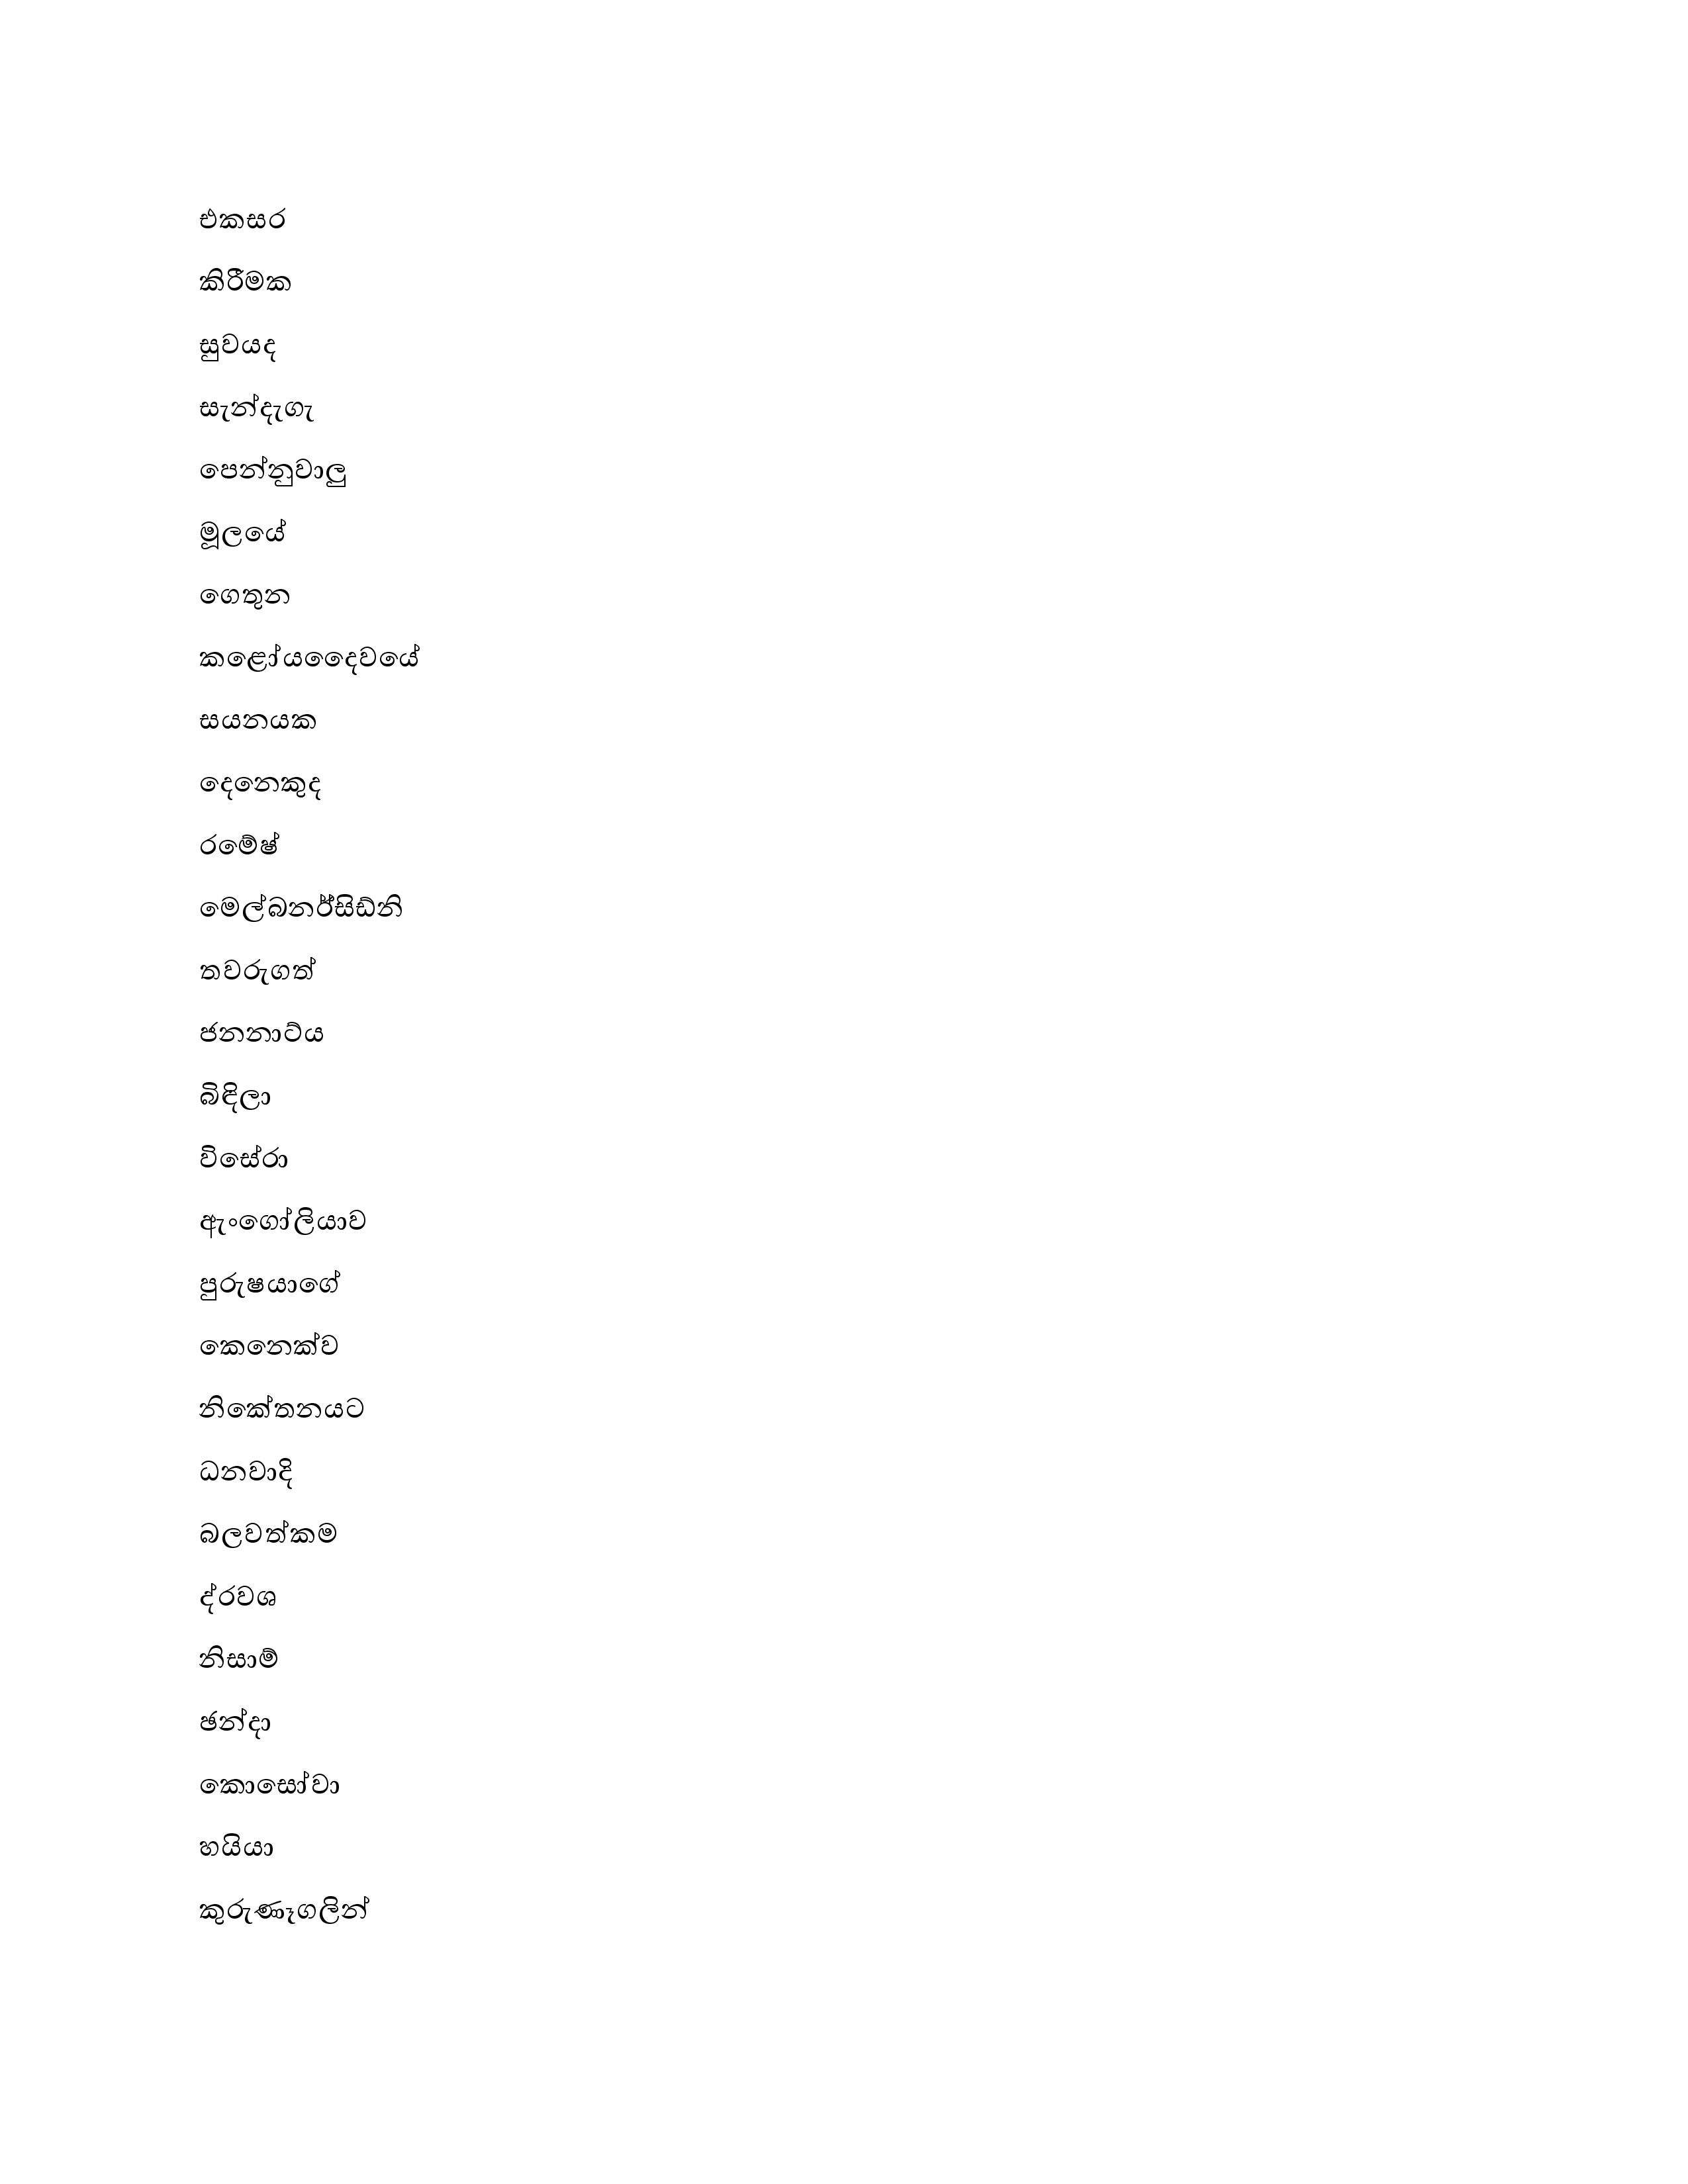 එකසර
කිරීමක
සුවයද
සැන්දෑගැ
පෙන්නුවාලු
මූලයේ
ගෙතුන
කළෝයදෛවයේ
සයනයක
දෙනෙකුද
රමේෂ්
මෙල්බනර්සිඩ්නි
තවරුගත්
ජනනාට්ය
බිඳිලා
විසේරා
ඇංගෝලියාව
පුරුෂයාගේ
කෙනෙක්ව
නිකේතනයට
ධනවාදි
බලවත්කම
ද්රවශ
නිසාම්
ඡන්දා
කොසෝවා
හයියා
කුරුණෑගලින්